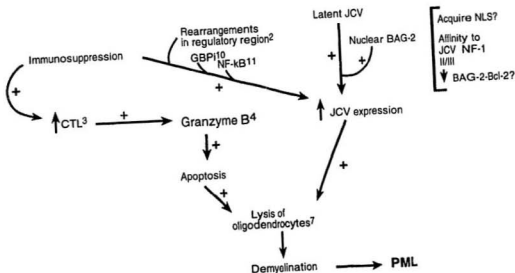 Rearrangements
in regulatory region2
GBPi10
NF-kB11
Immunosuppression
+
+
Latent JCV
Nuclear BAG-2
+
+
Acquire NLS?
Affinity to
JCV NF-1
II/III
BAG-2-Bcl-2?
CTL3
+
Granzyme B4
JCV expression
+
+
Apoptosis
+
Lysis of
oligodendrocytes7
Demyelination
PML